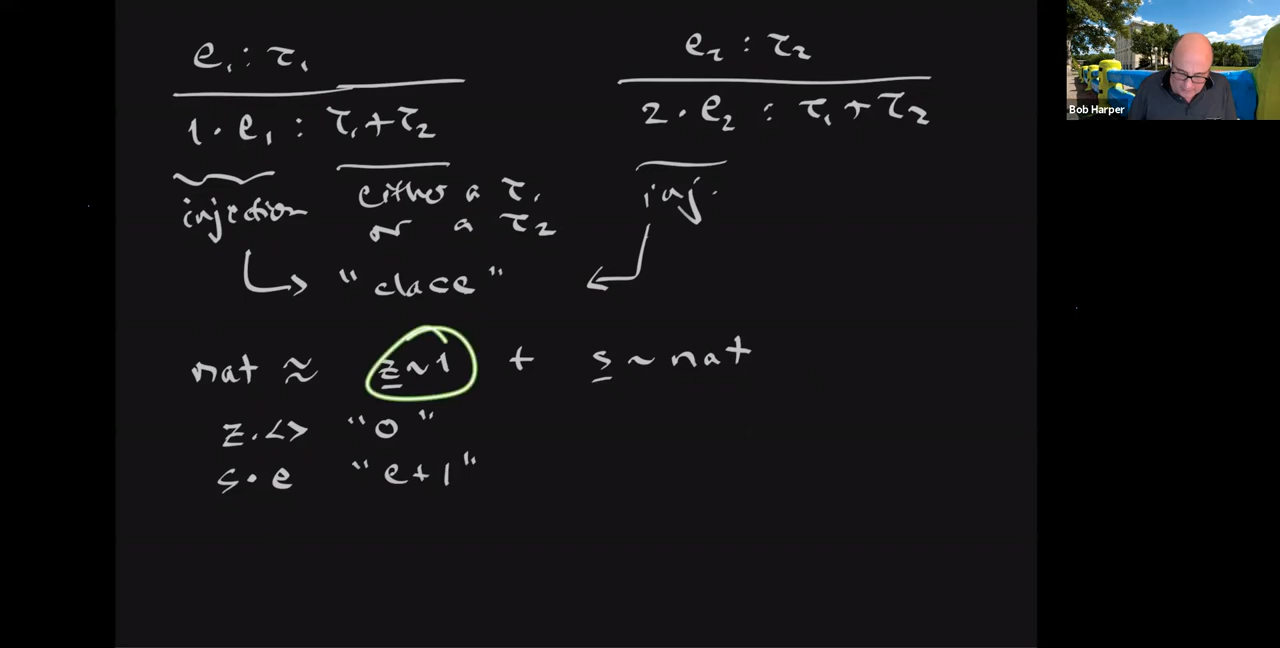 e₁ : τ₁
e₂ : τ₂
1 · e₁ : τ₁ + τ₂
2 · e₂ : τ₁ + τ₂
injection
either a τ₁
or a τ₂
inj.
"class"
nat ≈ z ~ 1 + s ~ nat
z · <> "0"
s · e "e + 1"
Bob Harper